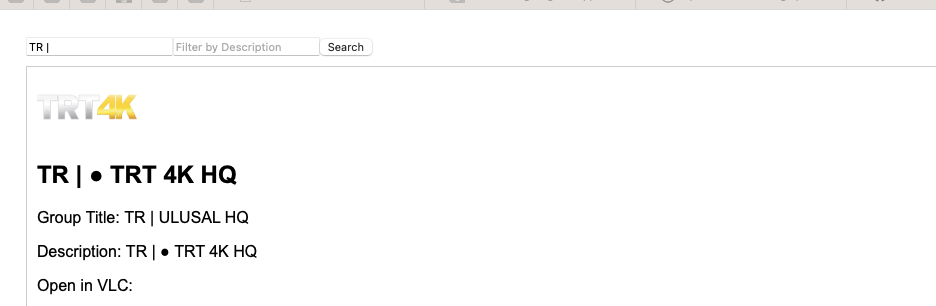 TR |
Filter by Description
Search
TRT4K
TR | ● TRT 4K HQ
Group Title: TR | ULUSAL HQ
Description: TR | ● TRT 4K HQ
Open in VLC: